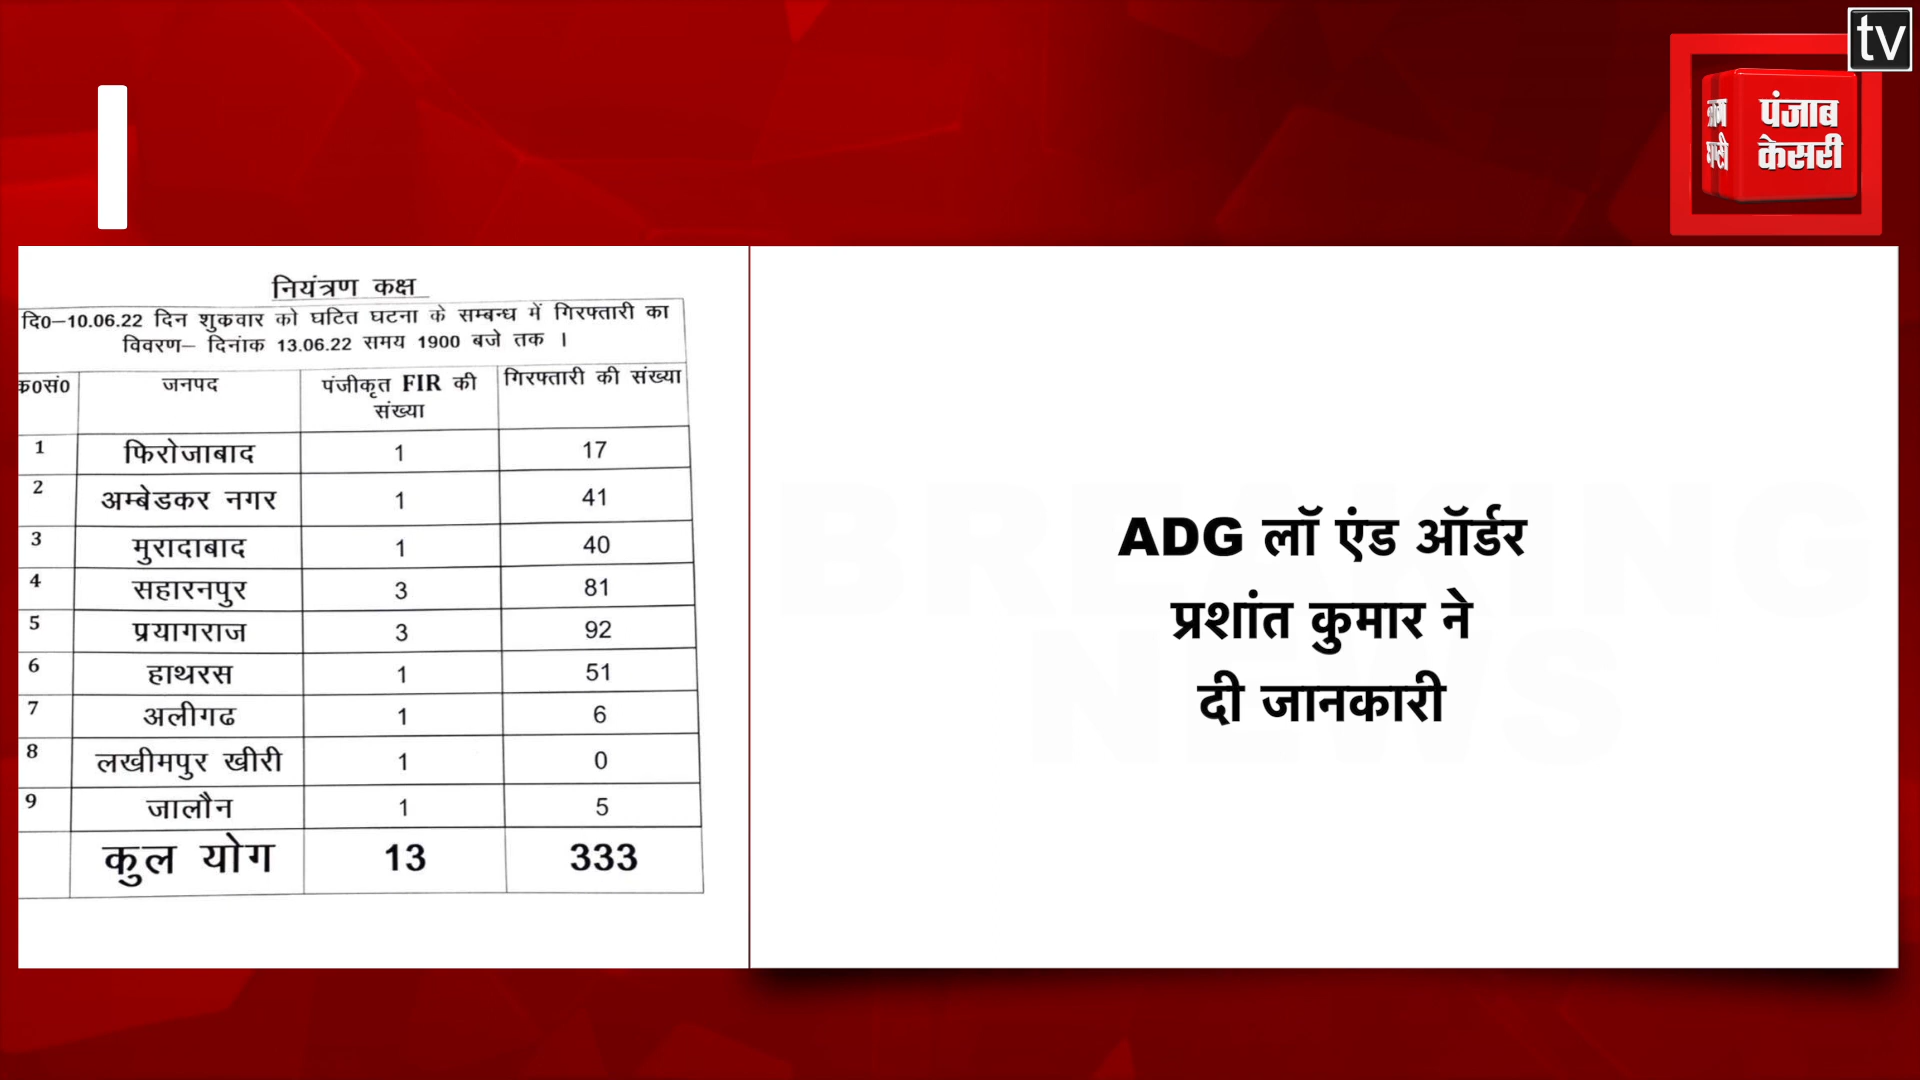 tv
पंजाब
केसरी
नियंत्रण कक्ष
दि0–10.06.22 दिन शुक्रवार को घटित घटना के सम्बन्ध में गिरफ्तारी का
विवरण– दिनांक 13.06.22 समय 1900 बजे तक ।
क0सं0 जनपद पंजीकृत FIR की गिरफ्तारी की संख्या
संख्या
1 फिरोजाबाद 1 17
2 अम्बेडकर नगर 1 41
3 मुरादाबाद 1 40
4 सहारनपुर 3 81
5 प्रयागराज 3 92
6 हाथरस 1 51
7 अलीगढ 1 6
8 लखीमपुर खीरी 1 0
9 जालौन 1 5
कुल योग 13 333
BREAKING
NEWS
ADG लॉ एंड ऑर्डर
प्रशांत कुमार ने
दी जानकारी